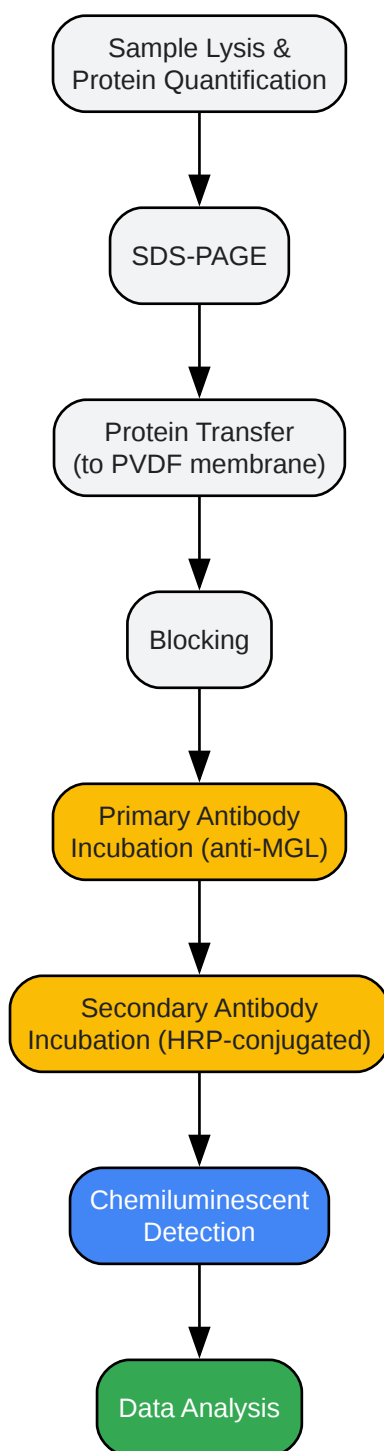 Sample Lysis &
Protein Quantification
SDS-PAGE
Protein Transfer
(to PVDF membrane)
Blocking
Primary Antibody
Incubation (anti-MGL)
Secondary Antibody
Incubation (HRP-conjugated)
Chemiluminescent
Detection
Data Analysis